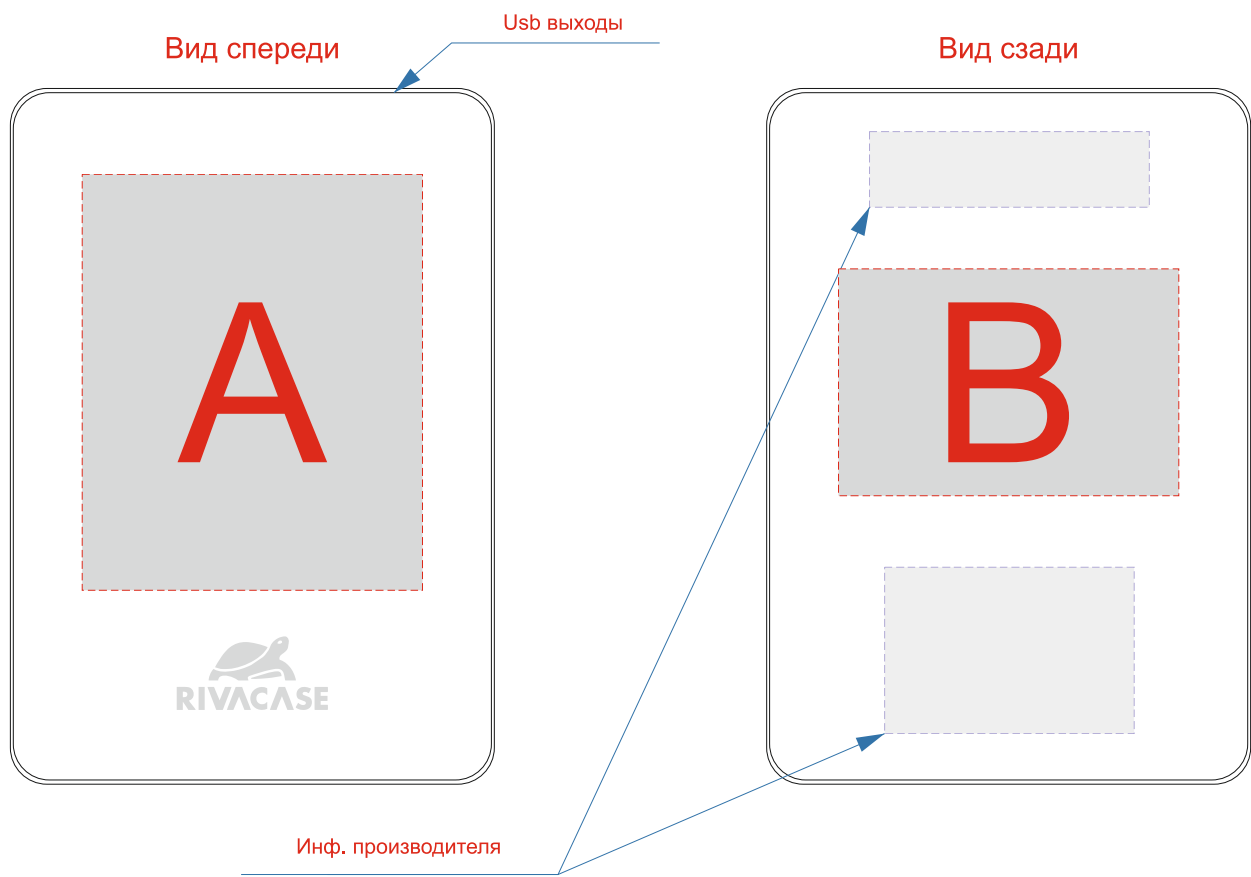 Usb выходы
Вид спереди
Вид сзади
A
B
RIVACASE
Инф. производителя